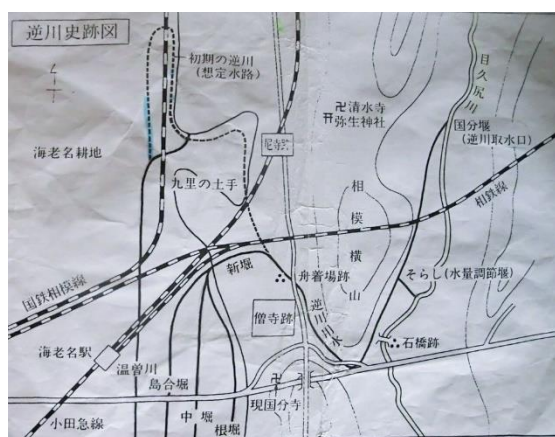 逆川史跡図
初期の逆川
(想定水路)
海老名耕地
卍清水寺
⛩弥生神社
目久尻川
国分堰
(逆川取水口)
尼寺
九里の土手
相模横山
相鉄線
国鉄相模線
新堀
舟着場跡
そらし(水量調節堰)
僧寺跡
逆川
石橋跡
海老名駅
温曽川
島合堀
中堀
根堀
卍
現国分寺
小田急線